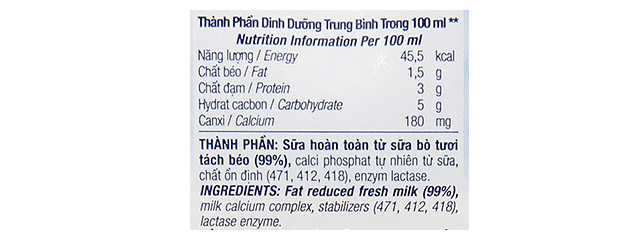 Thành Phần Dinh Dưỡng Trung Bình Trong 100 ml **
Nutrition Information Per 100 ml
Năng lượng / Energy 45,5 kcal
Chất béo / Fat 1,5 g
Chất đạm / Protein 3 g
Hydrat cacbon / Carbohydrate 5 g
Canxi / Calcium 180 mg
THÀNH PHẦN: Sữa hoàn toàn từ sữa bò tươi
tách béo (99%), calci phosphat tự nhiên từ sữa,
chất ổn định (471, 412, 418), enzym lactase.
INGREDIENTS: Fat reduced fresh milk (99%),
milk calcium complex, stabilizers (471, 412, 418),
lactase enzyme.